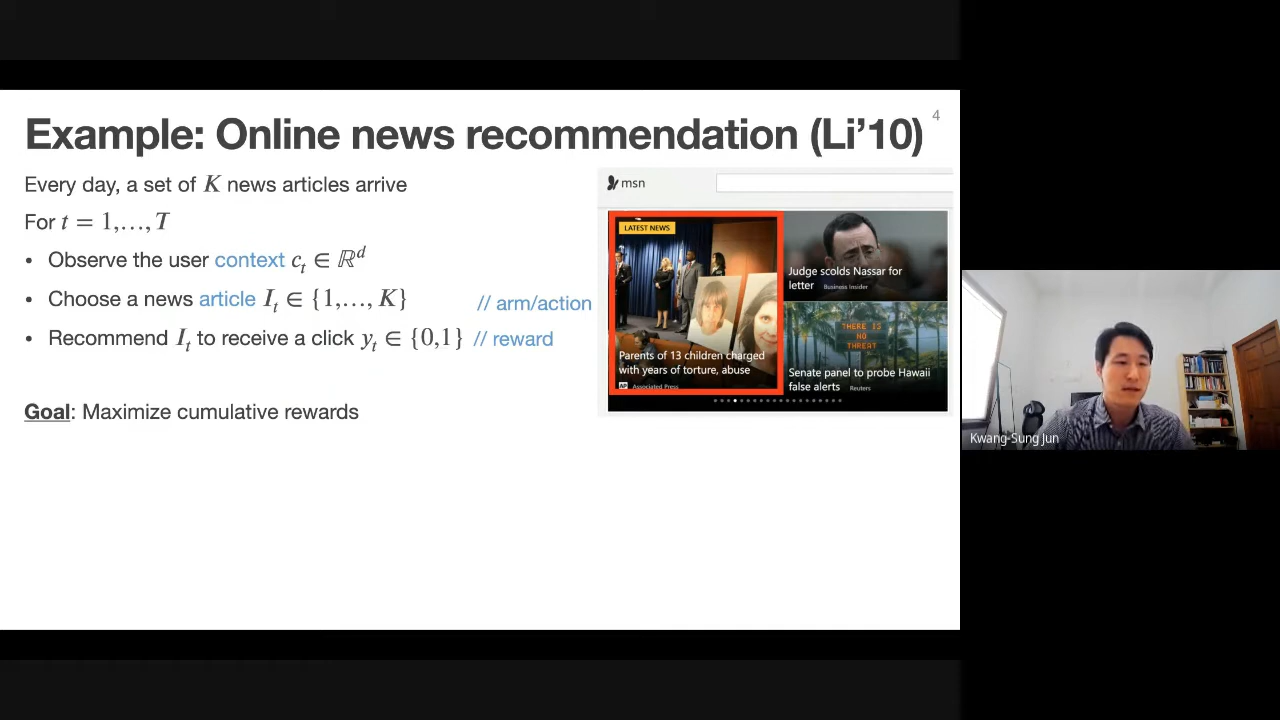 Example: Online news recommendation (Li'10)
4
Every day, a set of K news articles arrive
For t = 1,…, T
• Observe the user context c_t ∈ ℝ^d
• Choose a news article I_t ∈ {1,…, K} // arm/action
• Recommend I_t to receive a click y_t ∈ {0,1} // reward
Goal: Maximize cumulative rewards
msn
LATEST NEWS
Parents of 13 children charged
with years of torture, abuse
AP Associated Press
Judge scolds Nassar for
letter Business Insider
THERE IS
NO
THREAT
Senate panel to probe Hawaii
false alerts Reuters
Kwang-Sung Jun